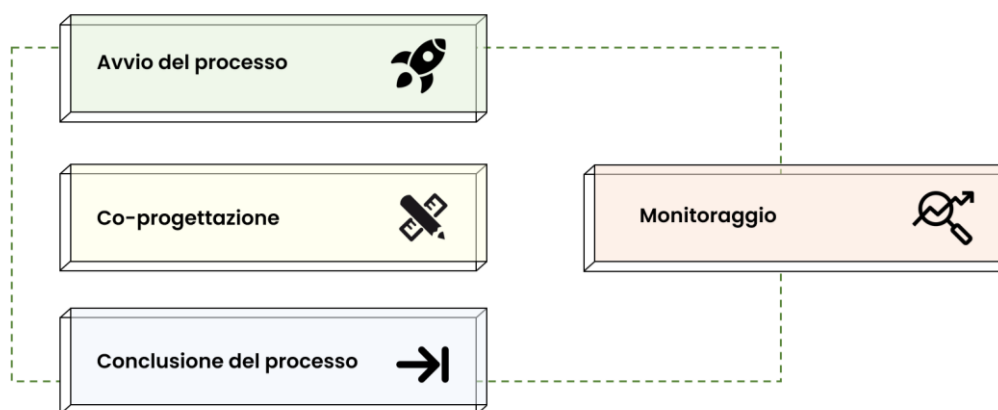 Avvio del processo
Co-progettazione
Monitoraggio
Conclusione del processo